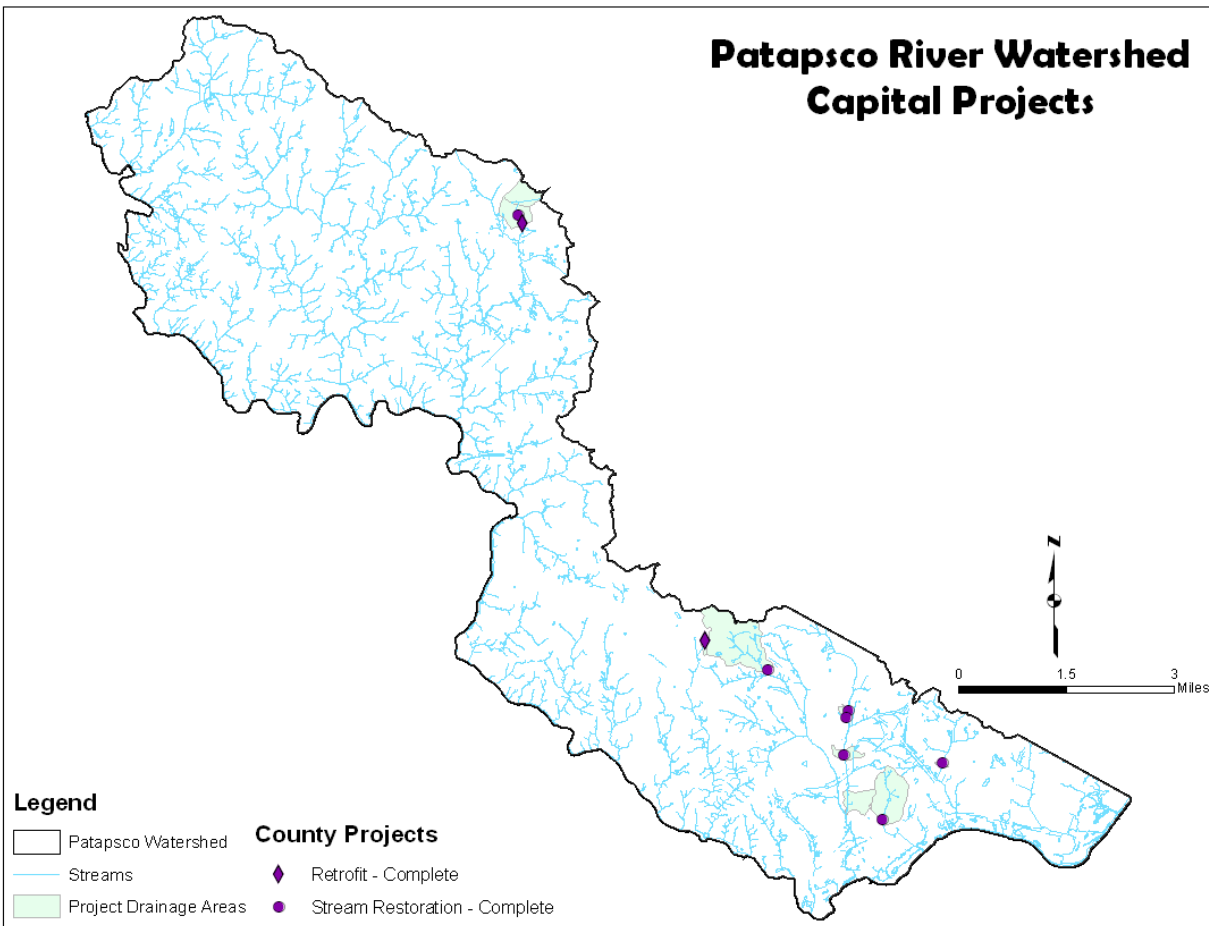 Patapsco River Watershed
Capital Projects
N
0 1.5 3
Miles
Legend
Patapsco Watershed
Streams
Project Drainage Areas
County Projects
Retrofit - Complete
Stream Restoration - Complete